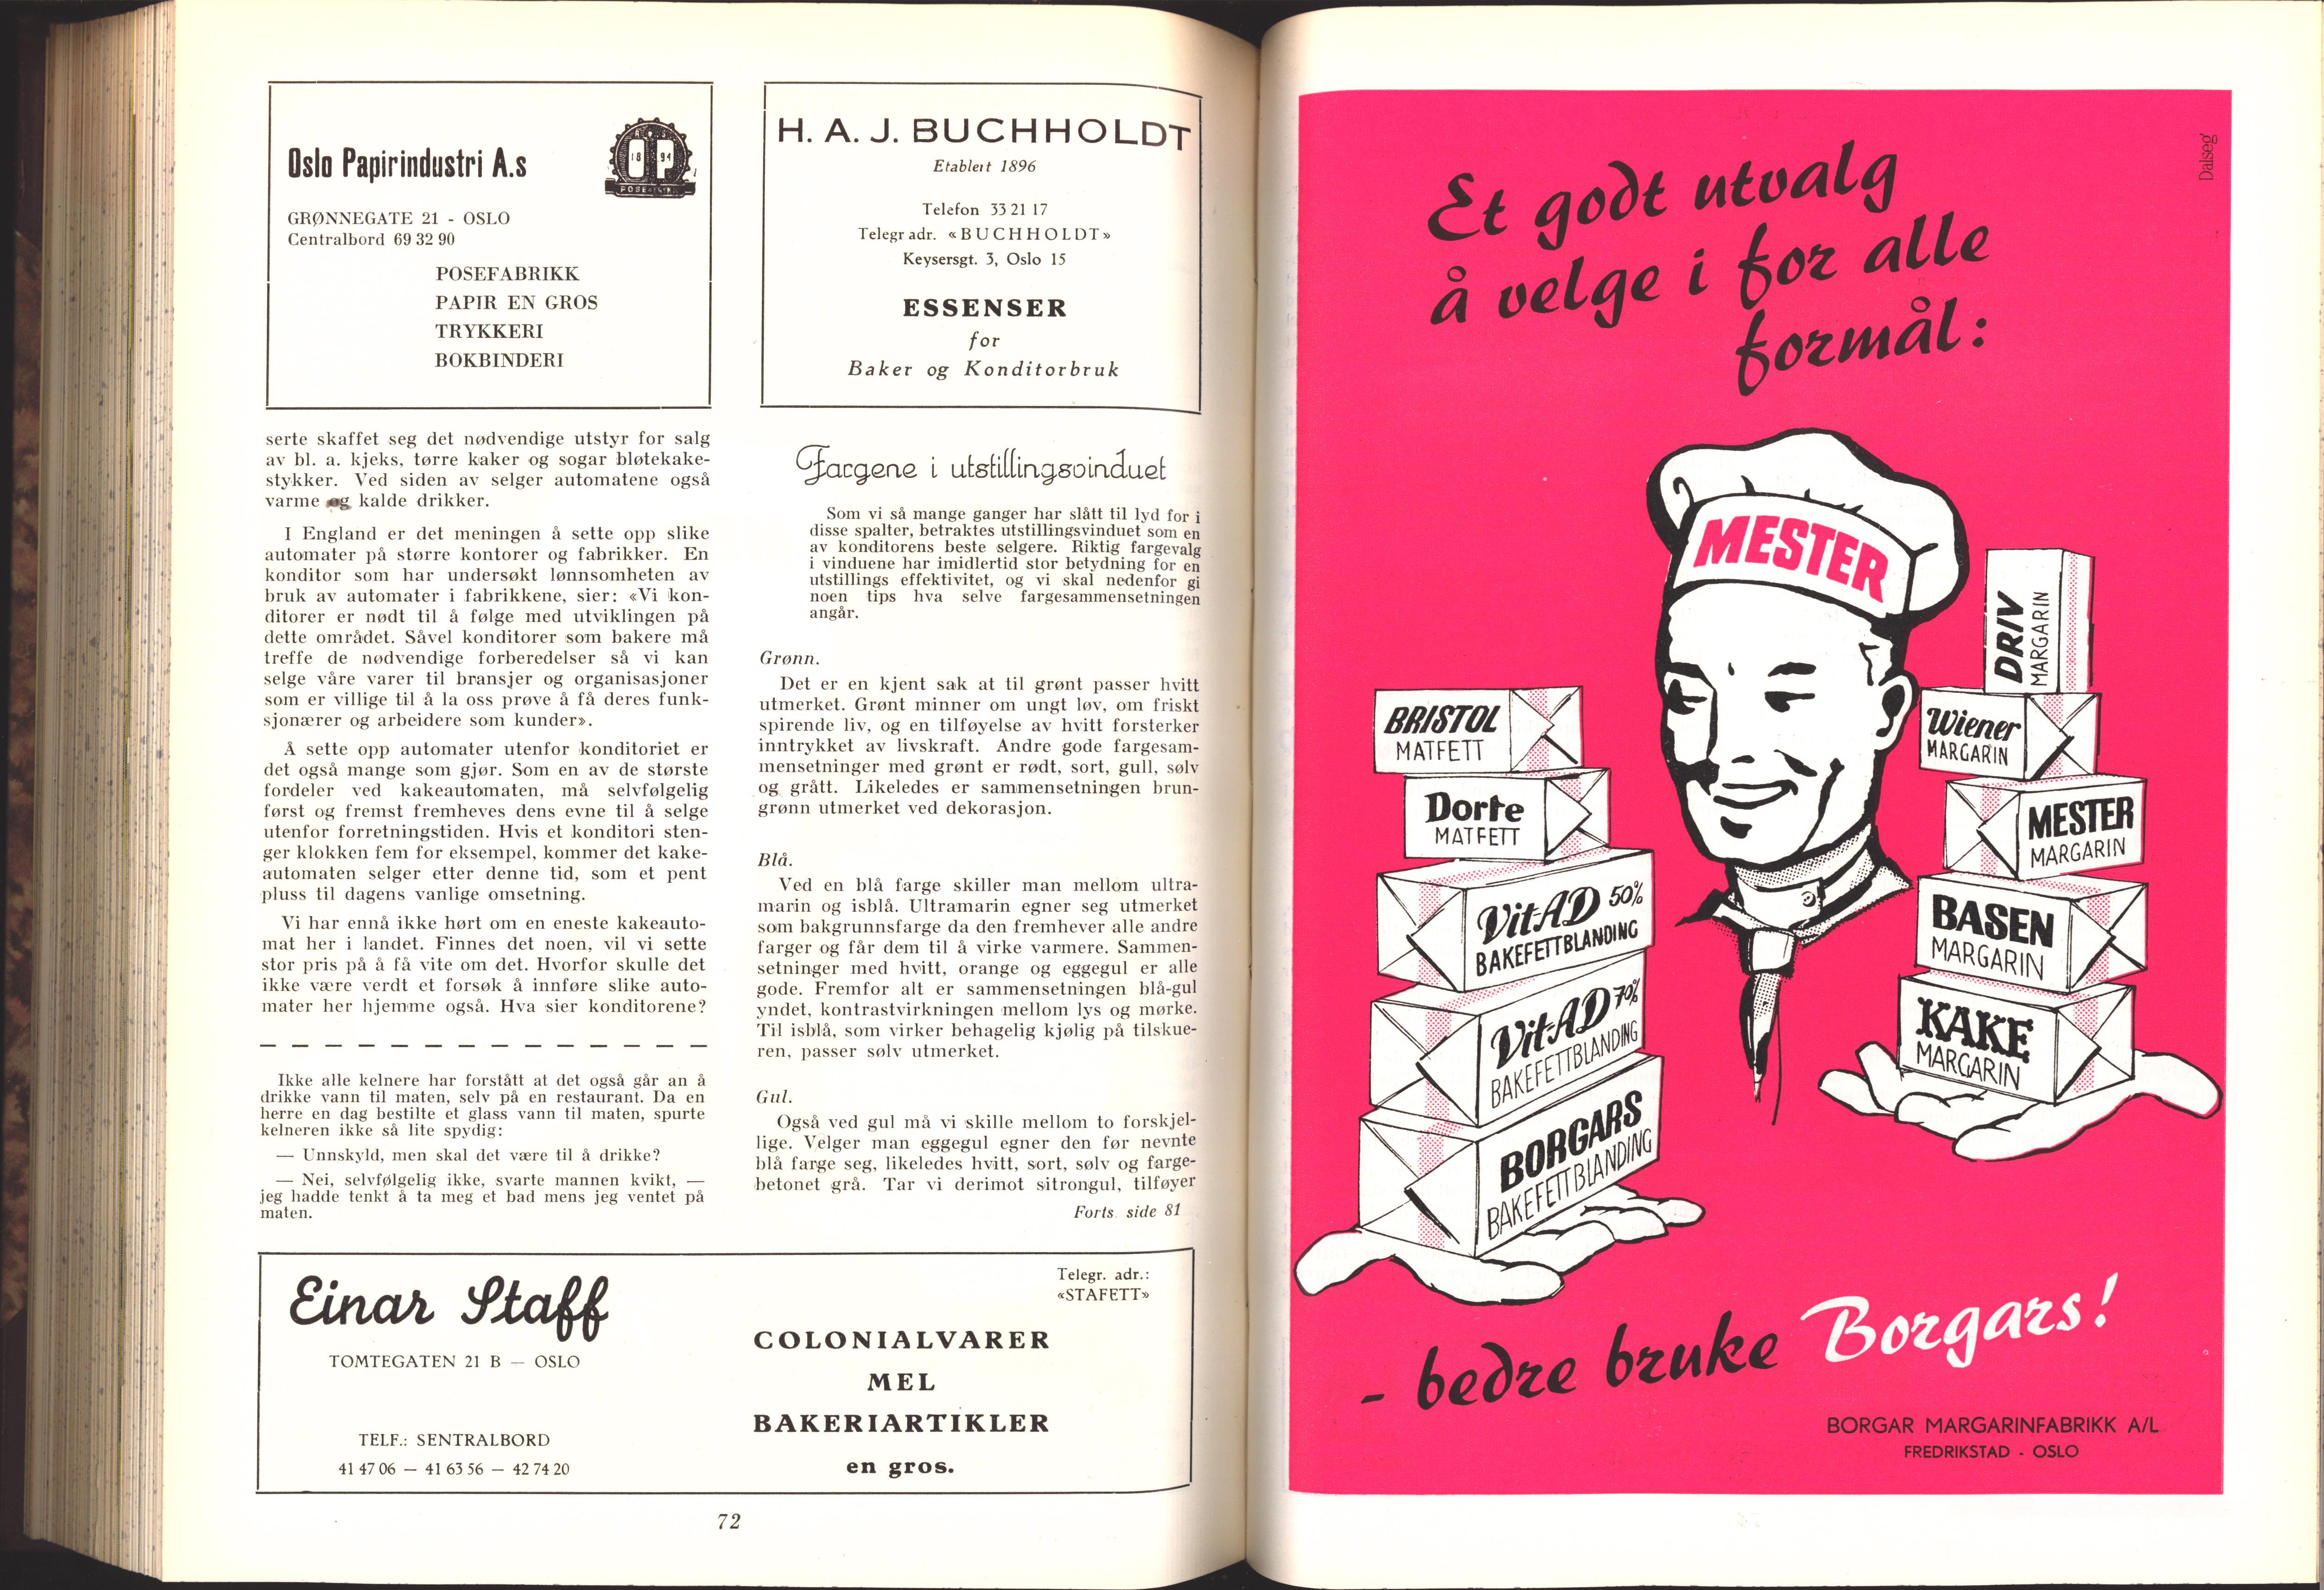 Oslo Papirindustri A.s
18 94
GRØNNEGATE 21 - OSLO
Centralbord 69 32 90
POSEFABRIKK
PAPIR EN GROS
TRYKKERI
BOKBINDERI
serte skaffet seg det nødvendige utstyr for salg
av bl. a. kjeks, tørre kaker og sogar bløtekake-
stykker. Ved siden av selger automatene også
varme og kalde drikker.
I England er det meningen å sette opp slike
automater på større kontorer og fabrikker. En
konditor som har undersøkt lønnsomheten av
bruk av automater i fabrikkene, sier: «Vi kon-
ditorer er nødt til å følge med utviklingen på
dette området. Såvel konditorer som bakere må
treffe de nødvendige forberedelser så vi kan
selge våre varer til bransjer og organisasjoner
som er villige til å la oss prøve å få deres funk-
sjonærer og arbeidere som kunder».
Å sette opp automater utenfor konditoriet er
det også mange som gjør. Som en av de største
fordeler ved kakeautomaten, må selvfølgelig
først og fremst fremheves dens evne til å selge
utenfor forretningstiden. Hvis et konditori sten-
ger klokken fem for eksempel, kommer det kake-
automaten selger etter denne tid, som et pent
pluss til dagens vanlige omsetning.
Vi har ennå ikke hørt om en eneste kakeauto-
mat her i landet. Finnes det noen, vil vi sette
stor pris på å få vite om det. Hvorfor skulle det
ikke være verdt et forsøk å innføre slike auto-
mater her hjemme også. Hva sier konditorene?
Ikke alle kelnere har forstått at det også går an å
drikke vann til maten, selv på en restaurant. Da en
herre en dag bestilte et glass vann til maten, spurte
kelneren ikke så lite spydig:
— Unnskyld, men skal det være til å drikke?
— Nei, selvfølgelig ikke, svarte mannen kvikt, —
jeg hadde tenkt å ta meg et bad mens jeg ventet på
maten.
H. A. J. BUCHHOLDT
Etablert 1896
Telefon 33 21 17
Telegr adr. «BUCHHOLDT»
Keysersgt. 3, Oslo 15
ESSENSER
for
Baker og Konditorbruk
Fargene i utstillingsvinduet
Som vi så mange ganger har slått til lyd for i
disse spalter, betraktes utstillingsvinduet som en
av konditorens beste selgere. Riktig fargevalg
i vinduene har imidlertid stor betydning for en
utstillings effektivitet, og vi skal nedenfor gi
noen tips hva selve fargesammensetningen
angår.
Grønn.
Det er en kjent sak at til grønt passer hvitt
utmerket. Grønt minner om ungt løv, om friskt
spirende liv, og en tilføyelse av hvitt forsterker
inntrykket av livskraft. Andre gode fargesam-
mensetninger med grønt er rødt, sort, gull, sølv
og grått. Likeledes er sammensetningen brun-
grønn utmerket ved dekorasjon.
Blå.
Ved en blå farge skiller man mellom ultra-
marin og isblå. Ultramarin egner seg utmerket
som bakgrunnsfarge da den fremhever alle andre
farger og får dem til å virke varmere. Sammen-
setninger med hvitt, orange og eggegul er alle
gode. Fremfor alt er sammensetningen blå-gul
yndet, kontrastvirkningen mellom lys og mørke.
Til isblå, som virker behagelig kjølig på tilskue-
ren, passer sølv utmerket.
Gul.
Også ved gul må vi skille mellom to forskjel-
lige. Velger man eggegul egner den før nevnte
blå farge seg, likeledes hvitt, sort, sølv og farge-
betonet grå. Tar vi derimot sitrongul, tilføyer
Forts. side 81
Einar Staff
TOMTEGATEN 21 B — OSLO
TELF.: SENTRALBORD
41 47 06 — 41 63 56 — 42 74 20
Telegr. adr.:
«STAFETT»
COLONIALVARER
MEL
BAKERIARTIKLER
en gros.
72
Dalseg
Et godt utvalg
å velge i for alle
formål:
MESTER
BRISTOL
MATFETT
Dorte
MATFETT
Vit-AD 50%
BAKEFETTBLANDING
Vit-AD 70%
BAKEFETTBLANDING
BORGARS
BAKEFETTBLANDING
DRIV
MARGARIN
Wiener
MARGARIN
MESTER
MARGARIN
BASEN
MARGARIN
KAKE
MARGARIN
- bedre bruke Borgars!
BORGAR MARGARINFABRIKK A/L
FREDRIKSTAD - OSLO